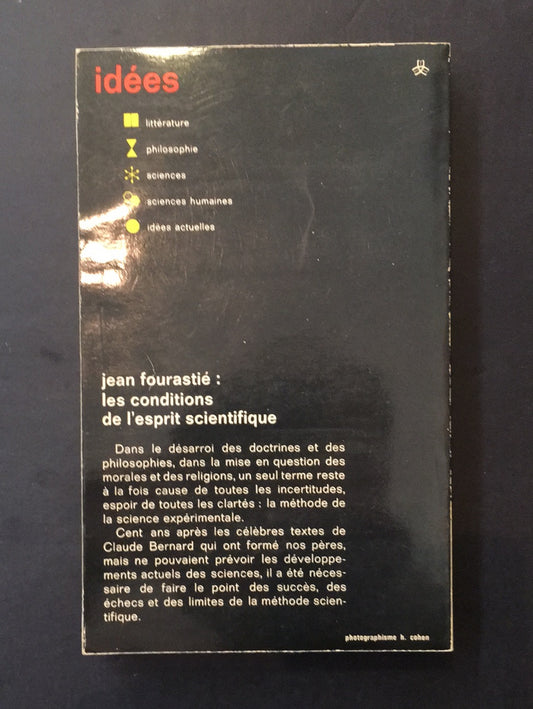 idées
littérature
philosophie
sciences
sciences humaines
idées actuelles
jean fourastié :
les conditions
de l'esprit scientifique
Dans le désarroi des doctrines et des
philosophies, dans la mise en question des
morales et des religions, un seul terme reste
à la fois cause de toutes les incertitudes,
espoir de toutes les clartés : la méthode de
la science expérimentale.
Cent ans après les célèbres textes de
Claude Bernard qui ont formé nos pères,
mais ne pouvaient prévoir les développe-
ments actuels des sciences, il a été néces-
saire de faire le point des succès, des
échecs et des limites de la méthode scien-
tifique.
photographisme h. cohen